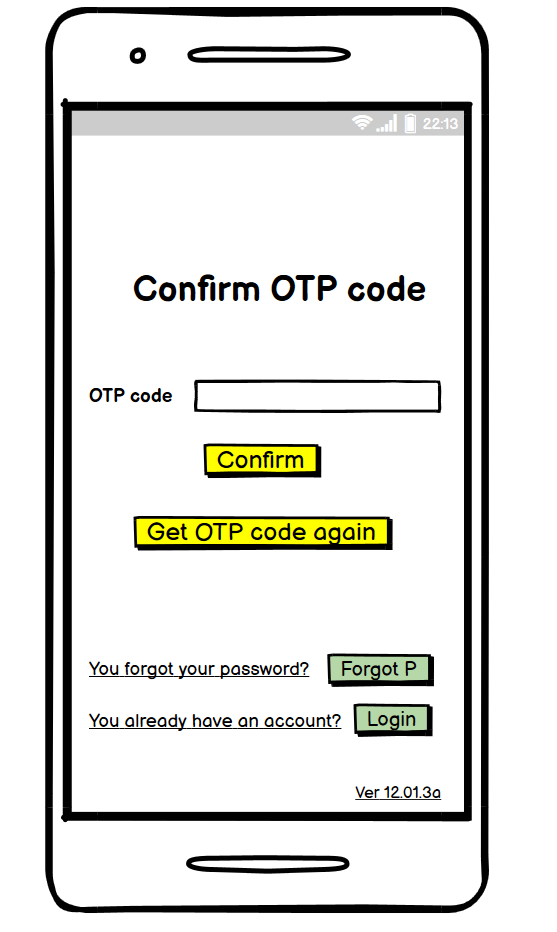 22:13
Confirm OTP code
OTP code
Confirm
Get OTP code again
You forgot your password? Forgot P
You already have an account? Login
Ver 12.01.3a